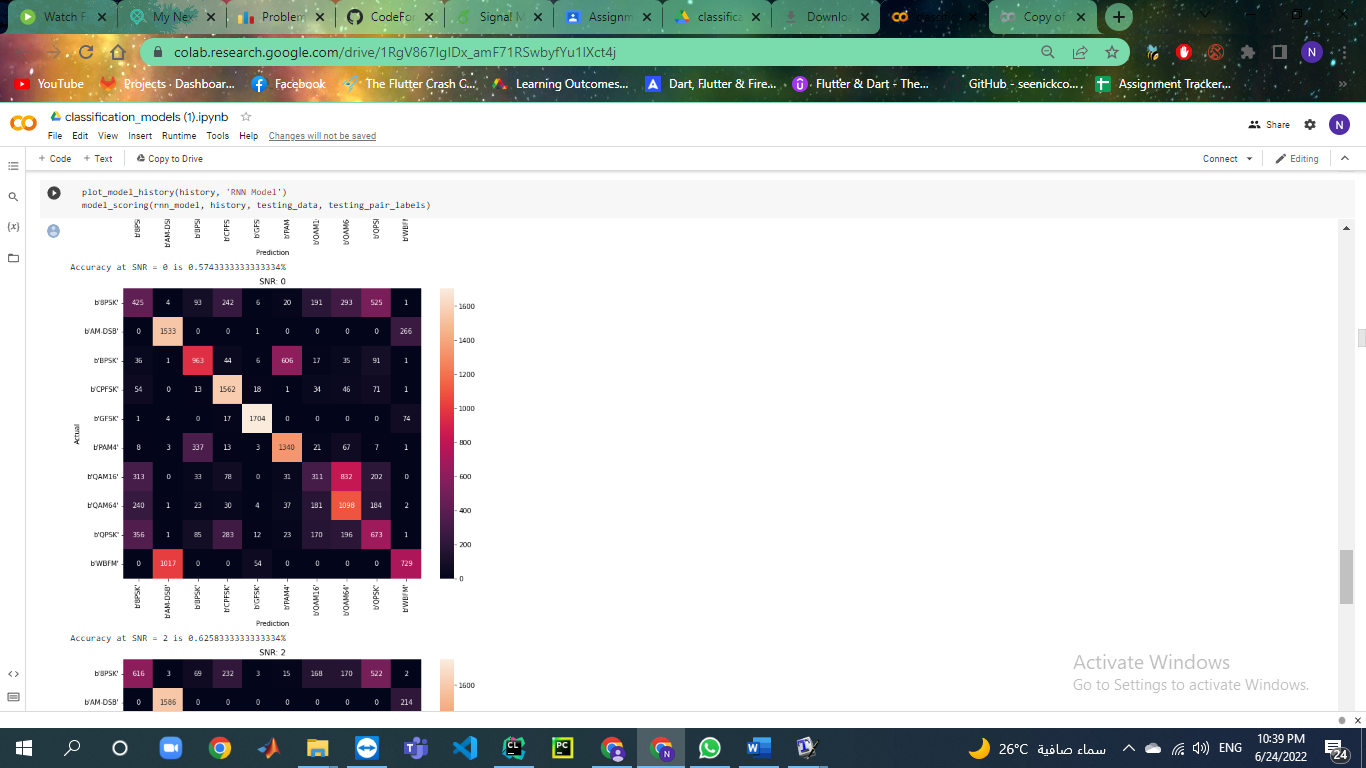 Watch F
My Nex
Problem
CodeFor
Signal M
Assignm
classifica
Downloa
Copy of
colab.research.google.com/drive/1RgV867IgIDx_amF71RSwbyfYu1lXct4j
N
YouTube
Projects · Dashboar...
Facebook
The Flutter Crash C...
Learning Outcomes...
Dart, Flutter & Fire...
Flutter & Dart - The...
GitHub - seenickco...
Assignment Tracker...
classification_models (1).ipynb
File Edit View Insert Runtime Tools Help Changes will not be saved
Share
N
+ Code + Text Copy to Drive
Connect
Editing
plot_model_history(history, 'RNN Model')
model_scoring(rnn_model, history, testing_data, testing_pair_labels)
Prediction
Accuracy at SNR = 0 is 0.5743333333333334%
SNR: 0
b'8PSK' 425 4 93 242 6 20 191 293 525 1
b'AM-DSB' 0 1533 0 0 1 0 0 0 0 266
b'BPSK' 36 1 963 44 6 606 17 35 91 1
b'CPFSK' 54 0 13 1562 18 1 34 46 71 1
b'GFSK' 1 4 0 17 1704 0 0 0 0 74
b'PAM4' 8 3 337 13 3 1340 21 67 7 1
b'QAM16' 313 0 33 78 0 31 311 832 202 0
b'QAM64' 240 1 23 30 4 37 181 1098 184 2
b'QPSK' 356 1 85 283 12 23 170 196 673 1
b'WBFM' 0 1017 0 0 54 0 0 0 0 729
Actual
1600
1400
1200
1000
800
600
400
200
0
b'8PSK' b'AM-DSB' b'BPSK' b'CPFSK' b'GFSK' b'PAM4' b'QAM16' b'QAM64' b'QPSK' b'WBFM'
Prediction
Accuracy at SNR = 2 is 0.6258333333333334%
SNR: 2
b'8PSK' 616 3 69 232 3 15 168 170 522 2
b'AM-DSB' 0 1586 0 0 0 0 0 0 0 214
1600
Activate Windows
Go to Settings to activate Windows.
26°C سماء صافية
ENG
10:39 PM
6/24/2022
24